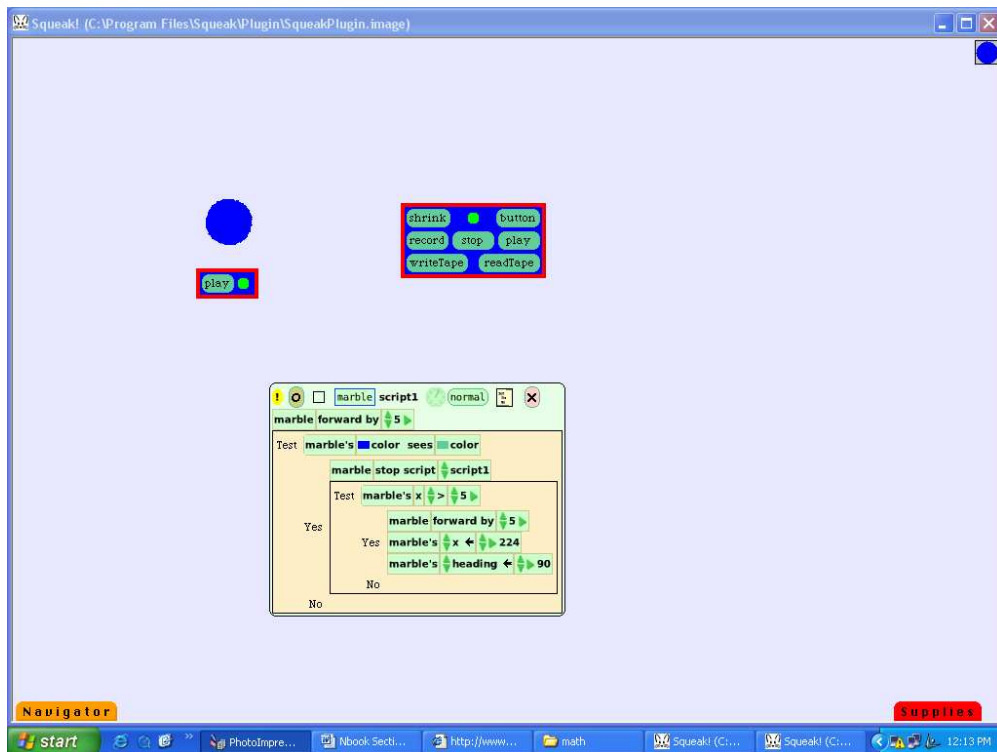 Squeak! (C:\Program Files\Squeak\Plugin\SqueakPlugin.image)
shrink button
record stop play
writeTape readTape
play
! marble script1 normal
marble forward by 5
Test marble's color sees color
marble stop script script1
Test marble's x > 5
Yes
marble forward by 5
Yes marble's x ← 224
marble's heading ← 90
No
No
Navigator
Supplies
start PhotoImpre... Nbook Secti... http://www... math Squeak! (C:... Squeak! (C:... 12:13 PM